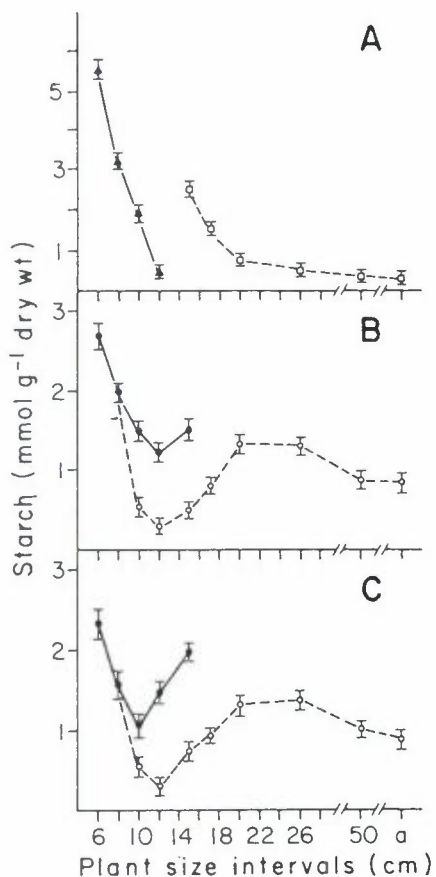 A
5
3
1
B
3
2
1
C
3
2
1
Starch (mmol g⁻¹ dry wt)
6 10 14 18 22 26 50 a
Plant size intervals (cm)